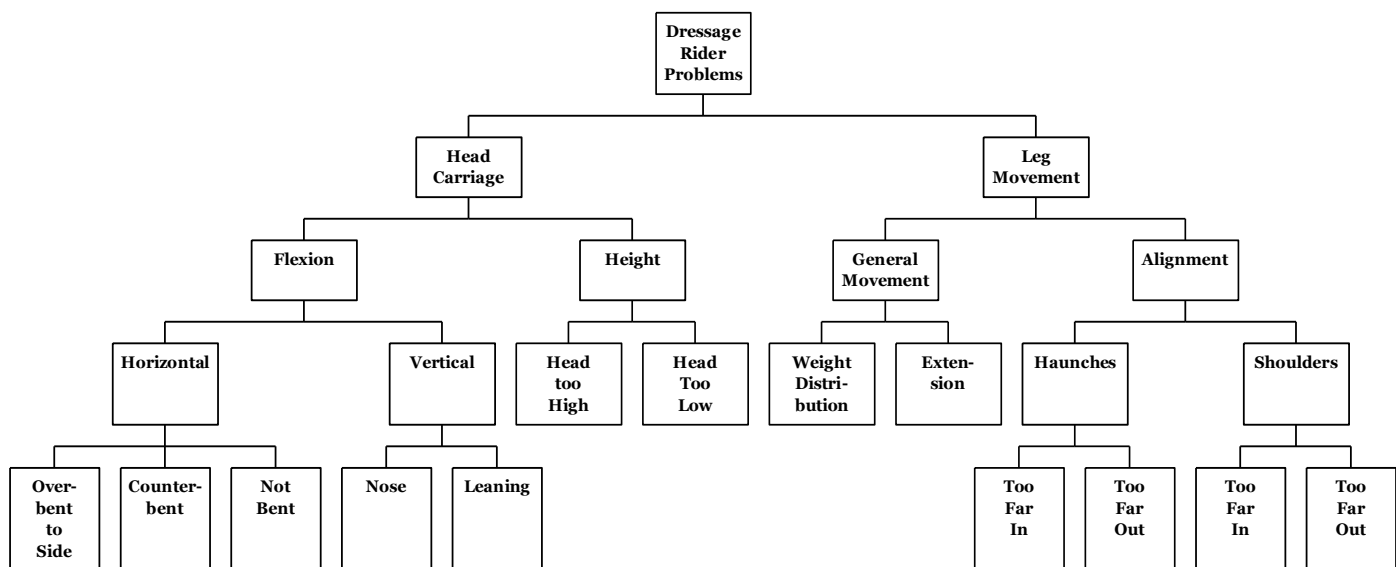 Dressage
Rider
Problems
Head
Carriage
Leg
Movement
Flexion
Height
General
Movement
Alignment
Horizontal
Vertical
Head
too
High
Head
Too
Low
Weight
Distri-
bution
Exten-
sion
Haunches
Shoulders
Over-
bent
to
Side
Counter-
bent
Not
Bent
Nose
Leaning
Too
Far
In
Too
Far
Out
Too
Far
In
Too
Far
Out